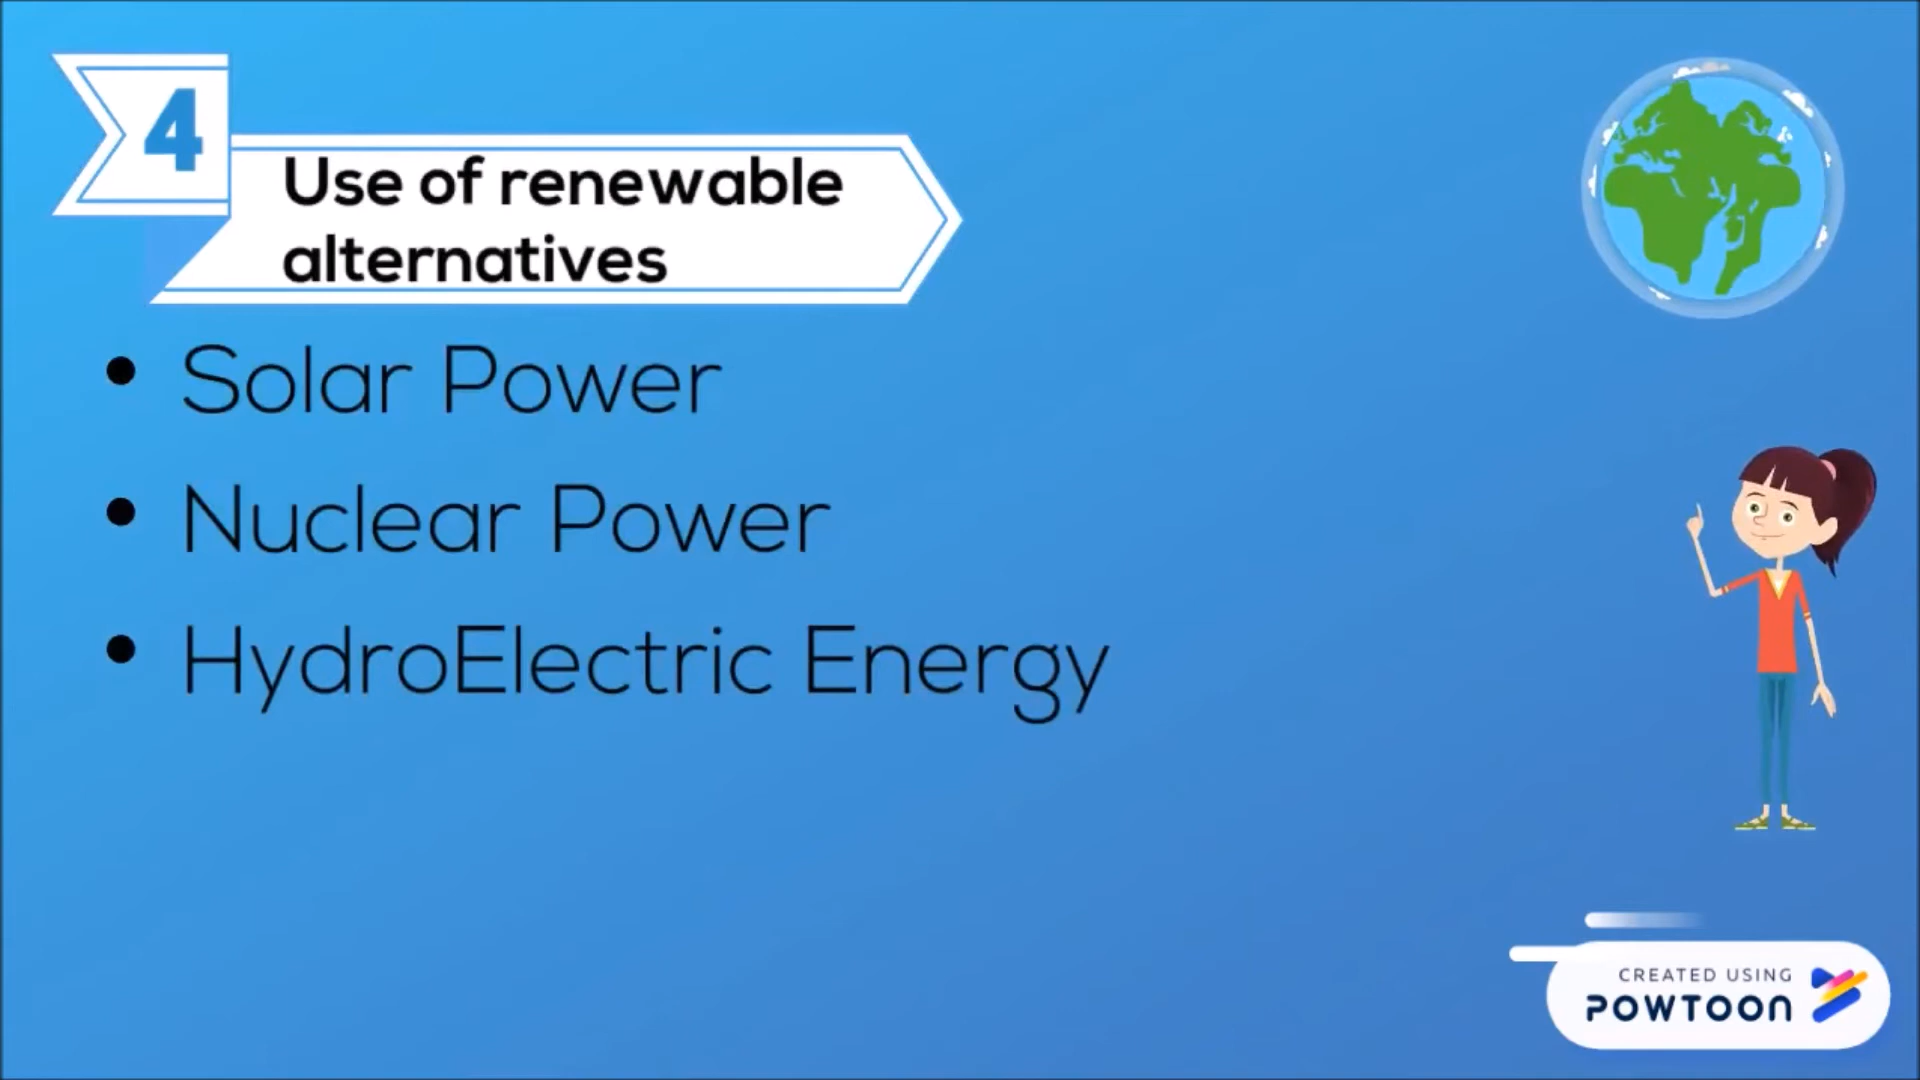 4
Use of renewable
alternatives
• Solar Power
• Nuclear Power
• HydroElectric Energy
CREATED USING
POWTOON